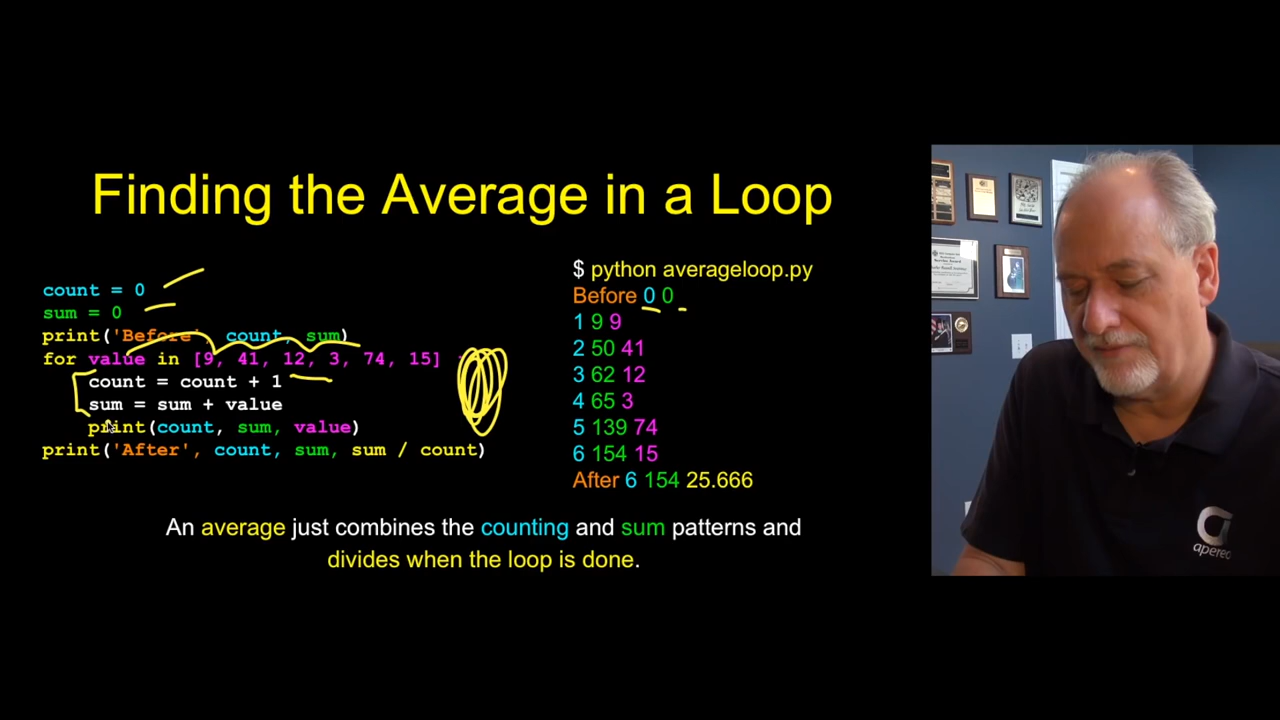 Finding the Average in a Loop
count = 0
sum = 0
print('Before', count, sum)
for value in [9, 41, 12, 3, 74, 15] :
    count = count + 1
    sum = sum + value
    print(count, sum, value)
print('After', count, sum, sum / count)
$ python averageloop.py
Before 0 0
1 9 9
2 50 41
3 62 12
4 65 3
5 139 74
6 154 15
After 6 154 25.666
An average just combines the counting and sum patterns and
divides when the loop is done.
apereo